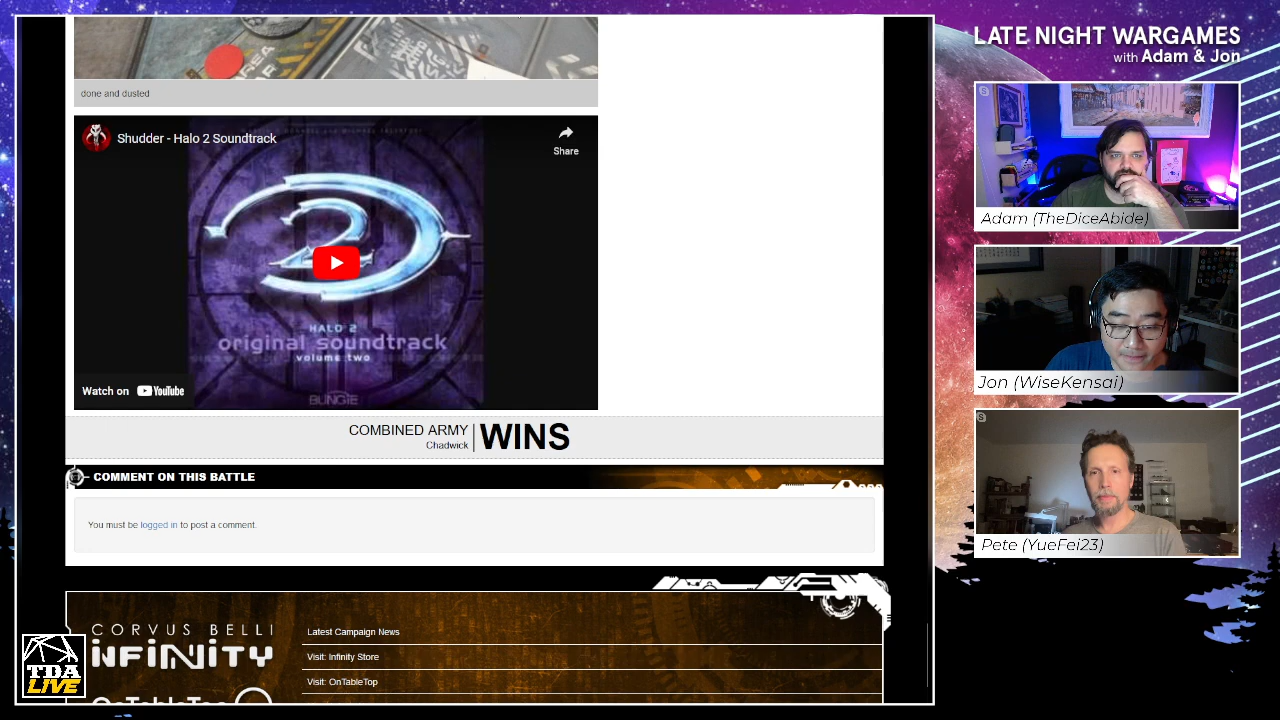 LATE NIGHT WARGAMES
with Adam & Jon
done and dusted
Shudder - Halo 2 Soundtrack
Share
2
HALO 2
original soundtrack
volume two
BUNGIE
Watch on YouTube
COMBINED ARMY
Chadwick
WINS
COMMENT ON THIS BATTLE
You must be logged in to post a comment.
CORVUS BELLI
INFINITY
OnTableTop
Latest Campaign News
Visit: Infinity Store
Visit: OnTableTop
TDA
LIVE
Adam (TheDiceAbide)
Jon (WiseKensai)
Pete (YueFei23)